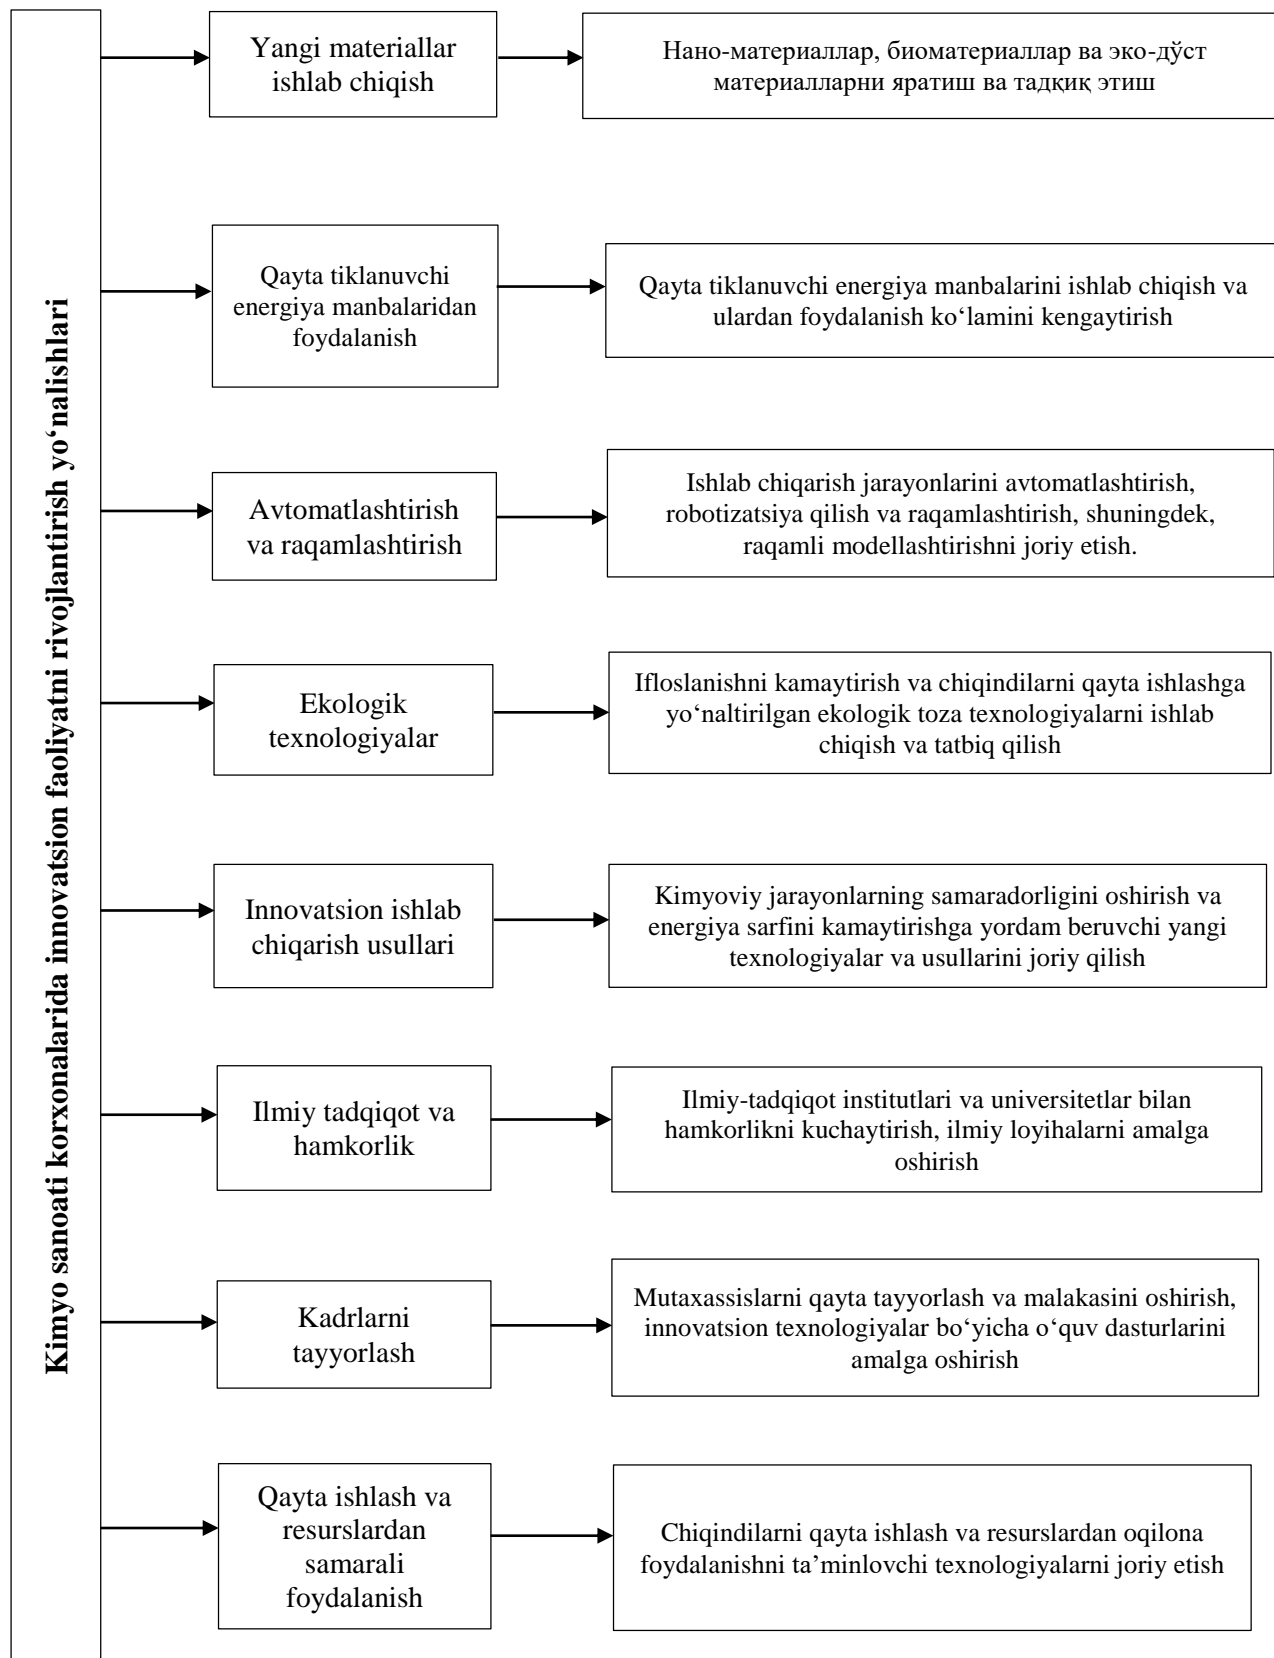 Kimyo sanoati korxonalarida innovatsion faoliyatni rivojlantirish yo‘nalishlari
Yangi materiallar
ishlab chiqish
Нано-материаллар, биоматериаллар ва эко-дўст
материалларни яратиш ва тадқиқ этиш
Qayta tiklanuvchi
energiya manbalaridan
foydalanish
Qayta tiklanuvchi energiya manbalarini ishlab chiqish va
ulardan foydalanish ko‘lamini kengaytirish
Avtomatlashtirish
va raqamlashtirish
Ishlab chiqarish jarayonlarini avtomatlashtirish,
robotizatsiya qilish va raqamlashtirish, shuningdek,
raqamli modellashtirishni joriy etish.
Ekologik
texnologiyalar
Ifloslanishni kamaytirish va chiqindilarni qayta ishlashga
yo‘naltirilgan ekologik toza texnologiyalarni ishlab
chiqish va tatbiq qilish
Innovatsion ishlab
chiqarish usullari
Kimyoviy jarayonlarning samaradorligini oshirish va
energiya sarfini kamaytirishga yordam beruvchi yangi
texnologiyalar va usullarini joriy qilish
Ilmiy tadqiqot va
hamkorlik
Ilmiy-tadqiqot institutlari va universitetlar bilan
hamkorlikni kuchaytirish, ilmiy loyihalarni amalga
oshirish
Kadrlarni
tayyorlash
Mutaxassislarni qayta tayyorlash va malakasini oshirish,
innovatsion texnologiyalar bo‘yicha o‘quv dasturlarini
amalga oshirish
Qayta ishlash va
resurslardan
samarali
foydalanish
Chiqindilarni qayta ishlash va resurslardan oqilona
foydalanishni ta’minlovchi texnologiyalarni joriy etish